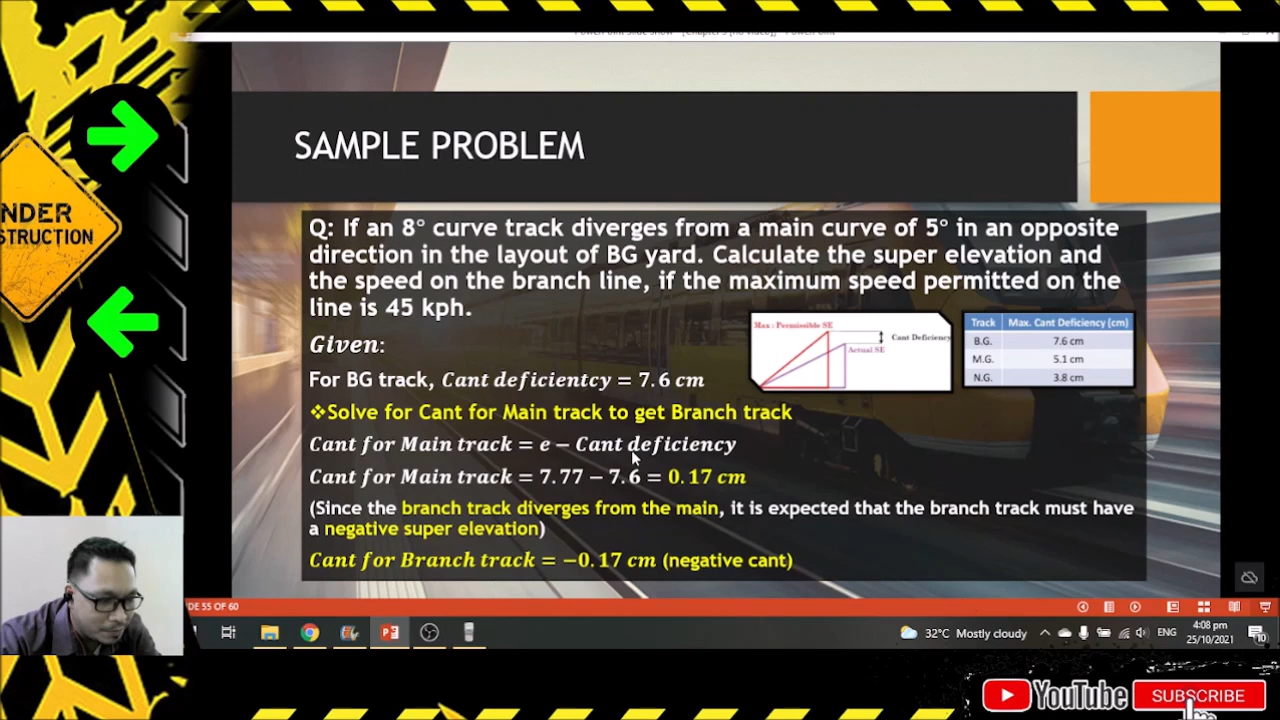 SAMPLE PROBLEM
Q: If an 8° curve track diverges from a main curve of 5° in an opposite
direction in the layout of BG yard. Calculate the super elevation and
the speed on the branch line, if the maximum speed permitted on the
line is 45 kph.
Given:
For BG track, Cant deficientcy = 7.6 cm
❖Solve for Cant for Main track to get Branch track
Cant for Main track = e − Cant deficiency
Cant for Main track = 7.77 − 7.6 = 0.17 cm
(Since the branch track diverges from the main, it is expected that the branch track must have
a negative super elevation)
Cant for Branch track = −0.17 cm (negative cant)
Max : Permissible SE
Cant Deficiency
Actual SE
Track Max. Cant Deficiency (cm)
B.G. 7.6 cm
M.G. 5.1 cm
N.G. 3.8 cm
NDER
STRUCTION
DE 55 OF 60
32°C Mostly cloudy
ENG
4:08 pm
25/10/2021
10
YouTube
SUBSCRIBE